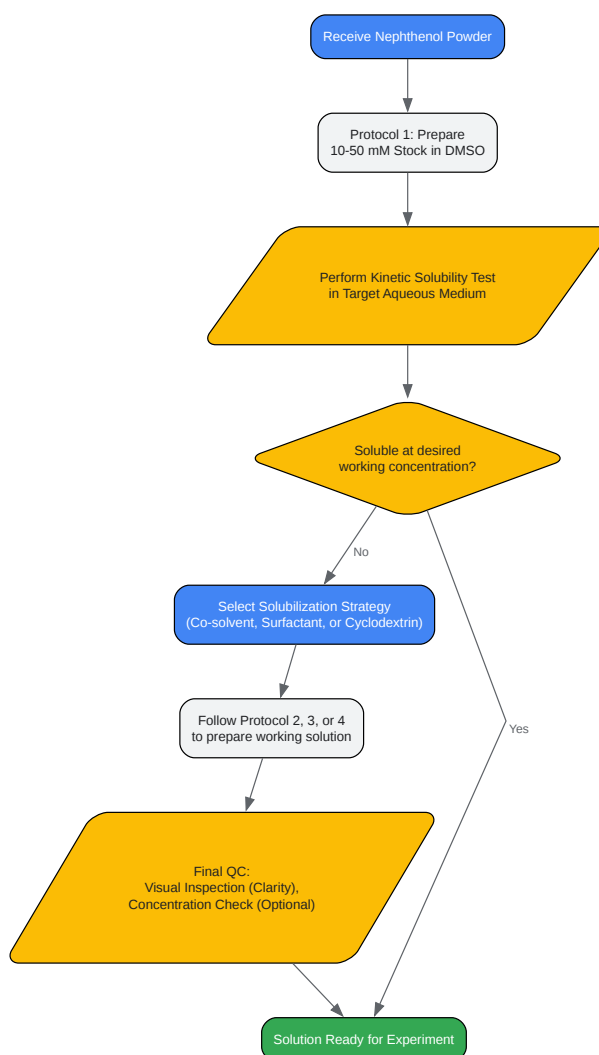 Receive Nephthenol Powder
Protocol 1: Prepare
10-50 mM Stock in DMSO
Perform Kinetic Solubility Test
in Target Aqueous Medium
Soluble at desired
working concentration?
No
Select Solubilization Strategy
(Co-solvent, Surfactant, or Cyclodextrin)
Follow Protocol 2, 3, or 4
to prepare working solution
Yes
Final QC:
Visual Inspection (Clarity),
Concentration Check (Optional)
Solution Ready for Experiment